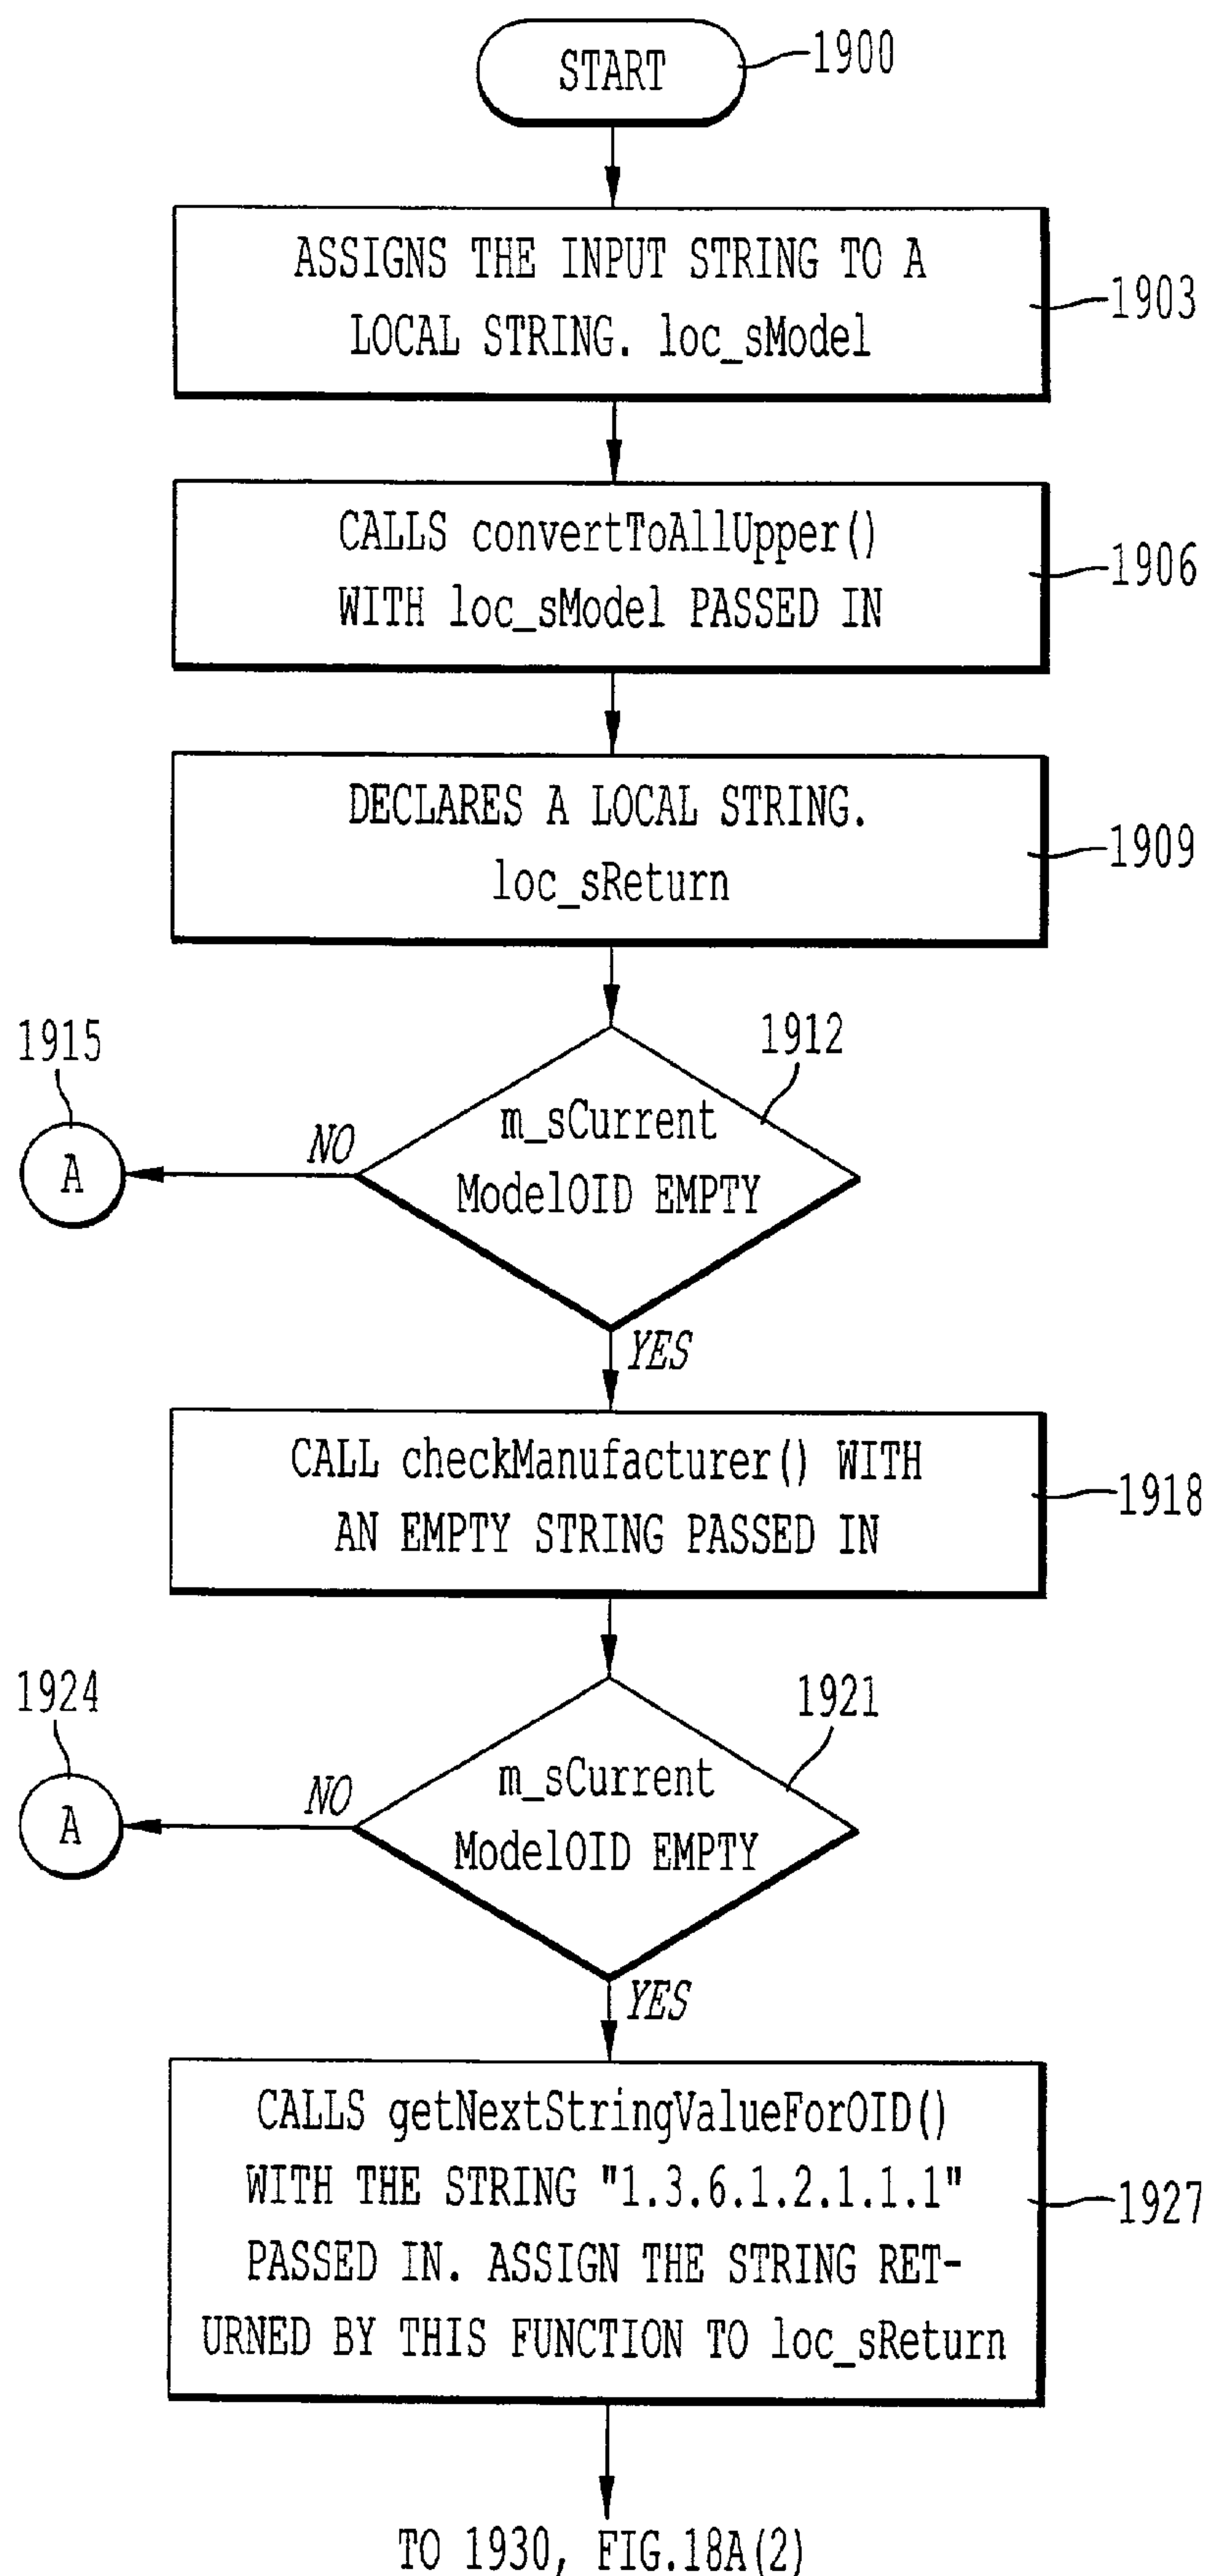 START
1900
ASSIGNS THE INPUT STRING TO A
LOCAL STRING. loc_sModel
1903
CALLS convertToAllUpper()
WITH loc_sModel PASSED IN
1906
DECLARES A LOCAL STRING.
loc_sReturn
1909
1915
A
NO
1912
m_sCurrent
ModelOID EMPTY
YES
CALL checkManufacturer() WITH
AN EMPTY STRING PASSED IN
1918
1924
A
NO
1921
m_sCurrent
ModelOID EMPTY
YES
CALLS getNextStringValueForOID()
WITH THE STRING "1.3.6.1.2.1.1.1"
PASSED IN. ASSIGN THE STRING RET-
URNED BY THIS FUNCTION TO loc_sReturn
1927
TO 1930, FIG.18A(2)